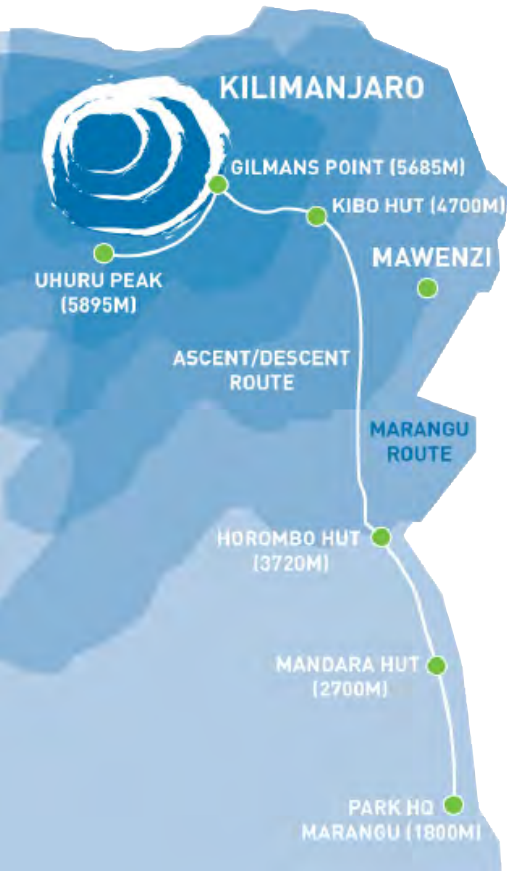 KILIMANJARO
GILMANS POINT (5685M)
KIBO HUT (4700M)
MAWENZI
UHURU PEAK
(5895M)
ASCENT/DESCENT
ROUTE
MARANGU
ROUTE
HOROMBO HUT
(3720M)
MANDARA HUT
(2700M)
PARK HQ
MARANGU (1800M)